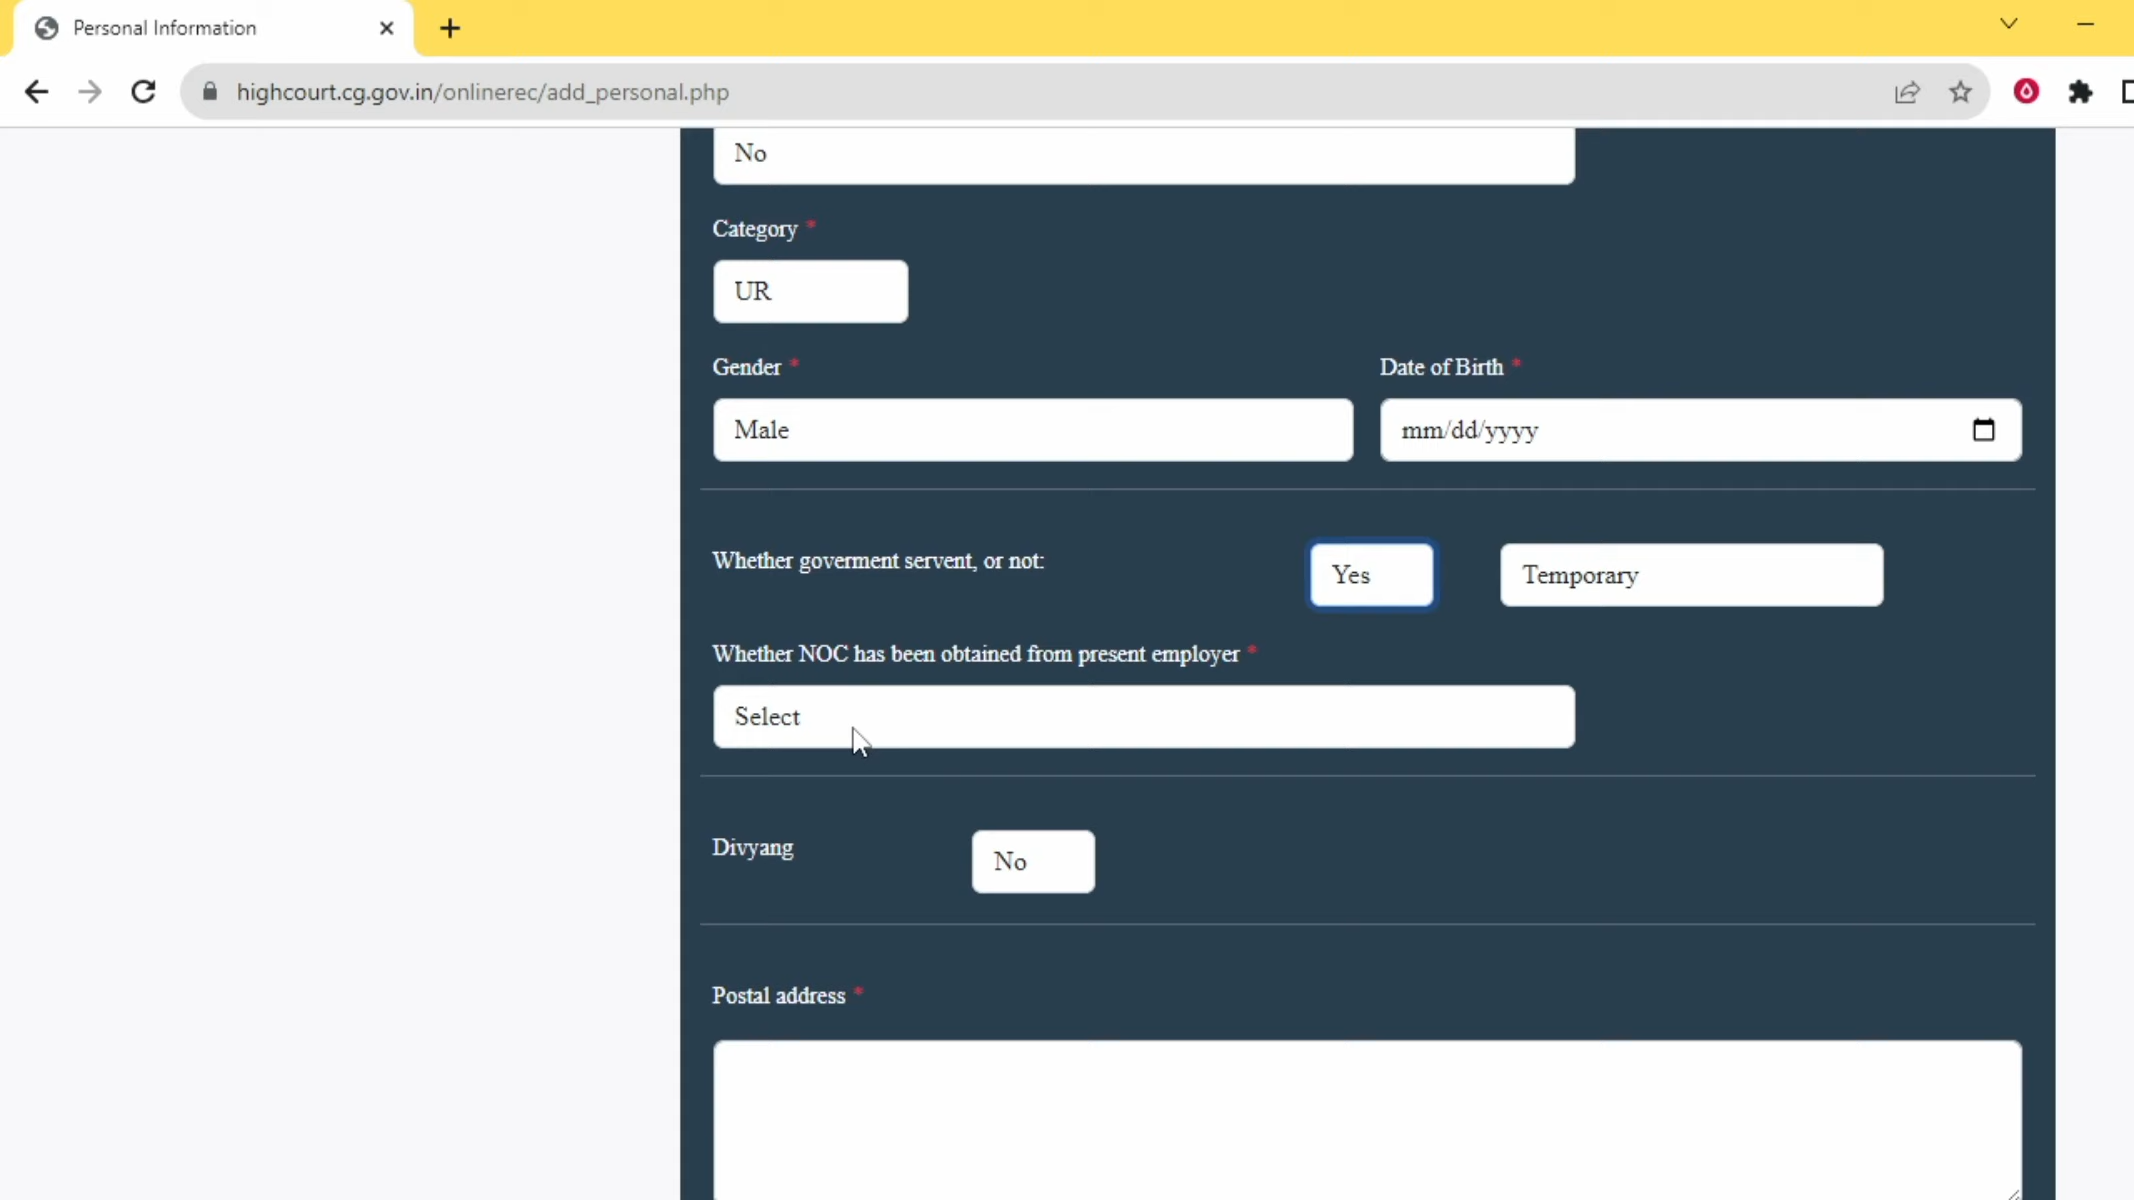 Personal Information
highcourt.cg.gov.in/onlinerec/add_personal.php
No
Category *
UR
Gender * Date of Birth *
Male mm/dd/yyyy
Whether goverment servent, or not: Yes Temporary
Whether NOC has been obtained from present employer *
Select
Divyang No
Postal address *